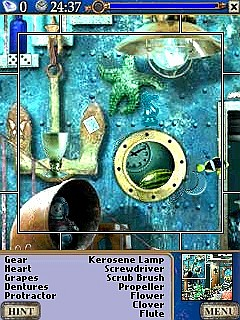 0 24:37
Gear Kerosene Lamp
Heart Screwdriver
Grapes Scrub Brush
Dentures Propeller
Protractor Flower
Clover
Flute
HINT MENU